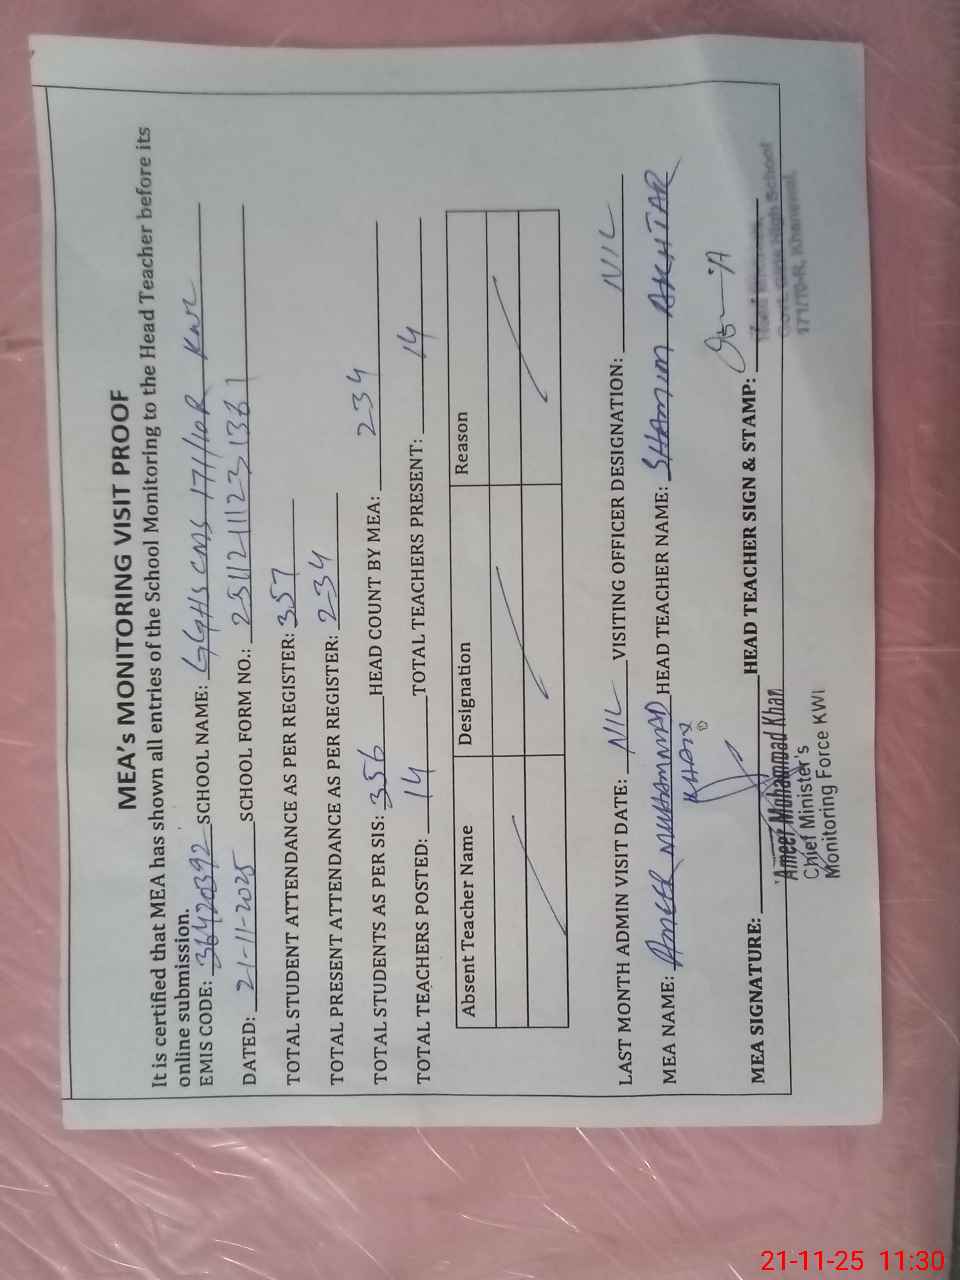 MEA's MONITORING VISIT PROOF
It is certified that MEA has shown all entries of the School Monitoring to the Head Teacher before its
online submission.
EMIS CODE: 36420392 SCHOOL NAME: GGHS CMS 171/10R KWL
DATED: 21-11-2025 SCHOOL FORM NO.:
TOTAL STUDENT ATTENDANCE AS PER REGISTER: 357
TOTAL PRESENT ATTENDANCE AS PER REGISTER: 234
TOTAL STUDENTS AS PER SIS: 356 HEAD COUNT BY MEA: 234
TOTAL TEACHERS POSTED: 14 TOTAL TEACHERS PRESENT: 14
Absent Teacher Name Designation Reason
LAST MONTH ADMIN VISIT DATE: NIL VISITING OFFICER DESIGNATION: NIL
MEA NAME: AMEER MUHAMMAD HEAD TEACHER NAME: SHAMIM AKHTAR
KHAN
MEA SIGNATURE: HEAD TEACHER SIGN & STAMP:
Ameer Mohammad Khan
Chief Minister's
Monitoring Force KWL
Govt. Girls High School
171/10-R, Khanewal.
21-11-25 11:30